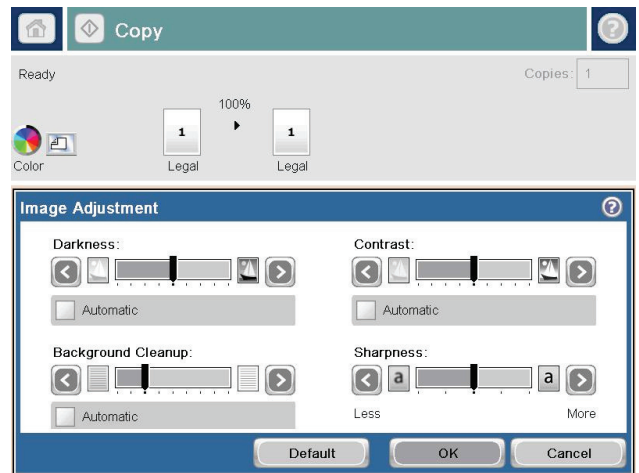 Copy
Ready
Copies: 1
100%
1 1
Color Legal Legal
Image Adjustment
Darkness: Contrast:
Automatic Automatic
Background Cleanup: Sharpness:
a a
Automatic Less More
Default OK Cancel